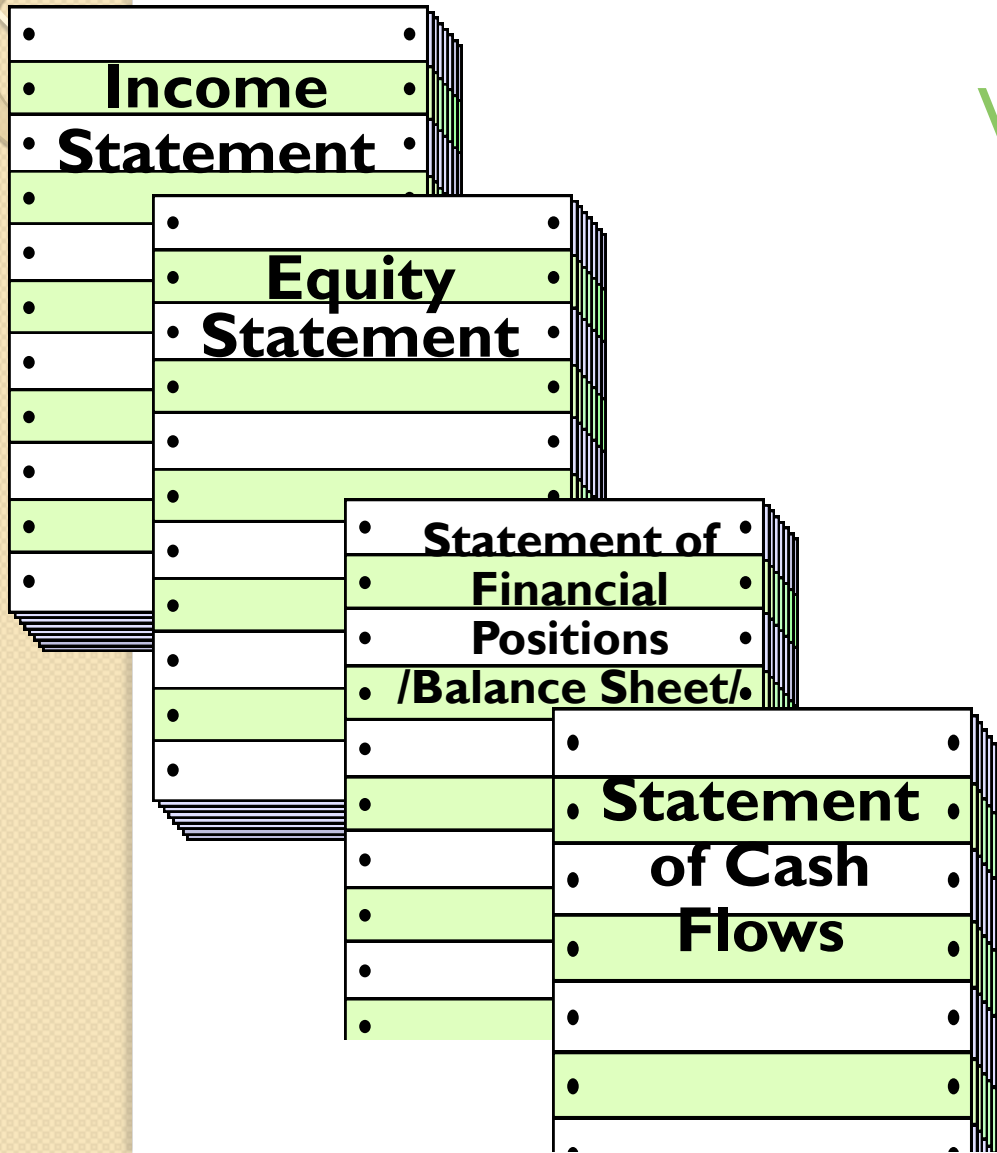 Income
Statement
Equity
Statement
Statement of
Financial
Positions
/Balance Sheet/
Statement
of Cash
Flows